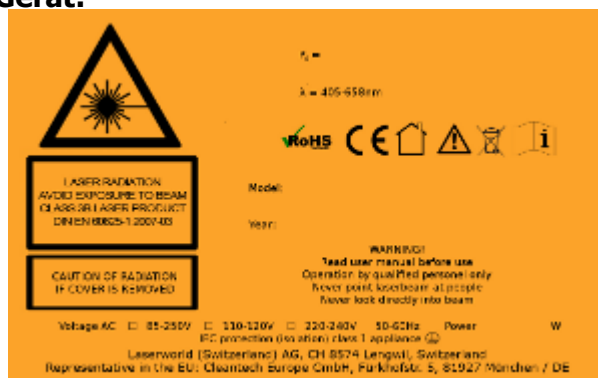 Gerät:
P₀ =
λ = 405-658nm
RoHS CE i
LASER RADIATION
AVOID EXPOSURE TO BEAM
CLASS 3B LASER PRODUCT
DIN EN 60825-1:2007-03
Model:
Year:
CAUTION OF RADIATION
IF COVER IS REMOVED
WARNING!
Read user manual before use
Operation by qualified personel only
Never point laserbeam at people
Never look directly into beam
Voltage AC □ 85-250V □ 110-120V □ 220-240V 50-60Hz Power W
IEC protection (isolation) class 1 appliance
Laserworld (Switzerland) AG, CH 8574 Lengwil, Switzerland
Representative in the EU: Cleantech Europe GmbH, Fürkhofstr. 5, 81927 München / DE